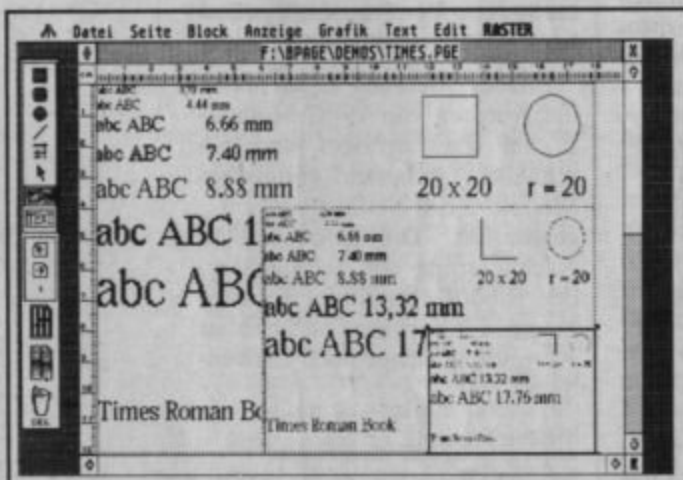 Datei Seite Block Anzeige Grafik Text Edit RASTER
F:\BPAGE\DEMOS\TIMES.PGE
abc ABC
abc ABC 4.44 mm
abc ABC 6.66 mm
abc ABC 7.40 mm
abc ABC 8.88 mm
20 x 20 r = 20
abc ABC 1
abc ABC
Times Roman Bo
abc ABC 6.66 mm
abc ABC 7.40 mm
abc ABC 8.88 mm
20 x 20 r = 20
abc ABC 13,32 mm
abc ABC 17
Times Roman Book
abc ABC 13.32 mm
abc ABC 17.76 mm